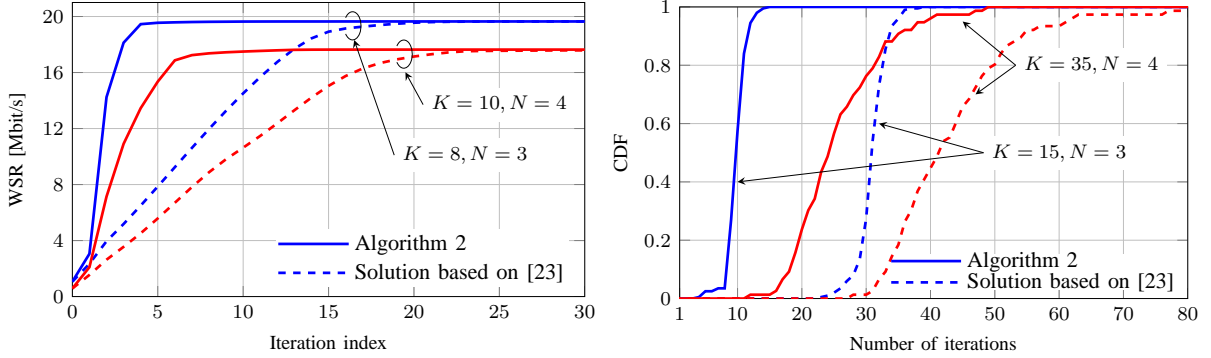 20
16
12
8
4
0
WSR [Mbit/s]
K = 10, N = 4
K = 8, N = 3
Algorithm 2
Solution based on [23]
0 5 10 15 20 25 30
Iteration index
1
0.8
0.6
0.4
0.2
0
CDF
K = 35, N = 4
K = 15, N = 3
Algorithm 2
Solution based on [23]
1 10 20 30 40 50 60 70 80
Number of iterations